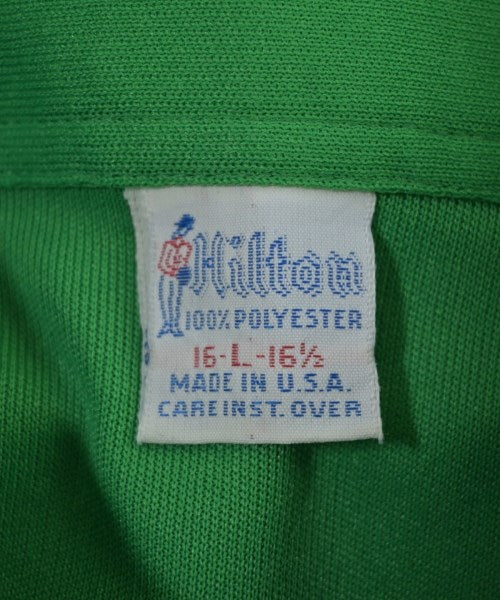 Hilton
100% POLYESTER
16-L-16½
MADE IN U.S.A.
CARE INST. OVER